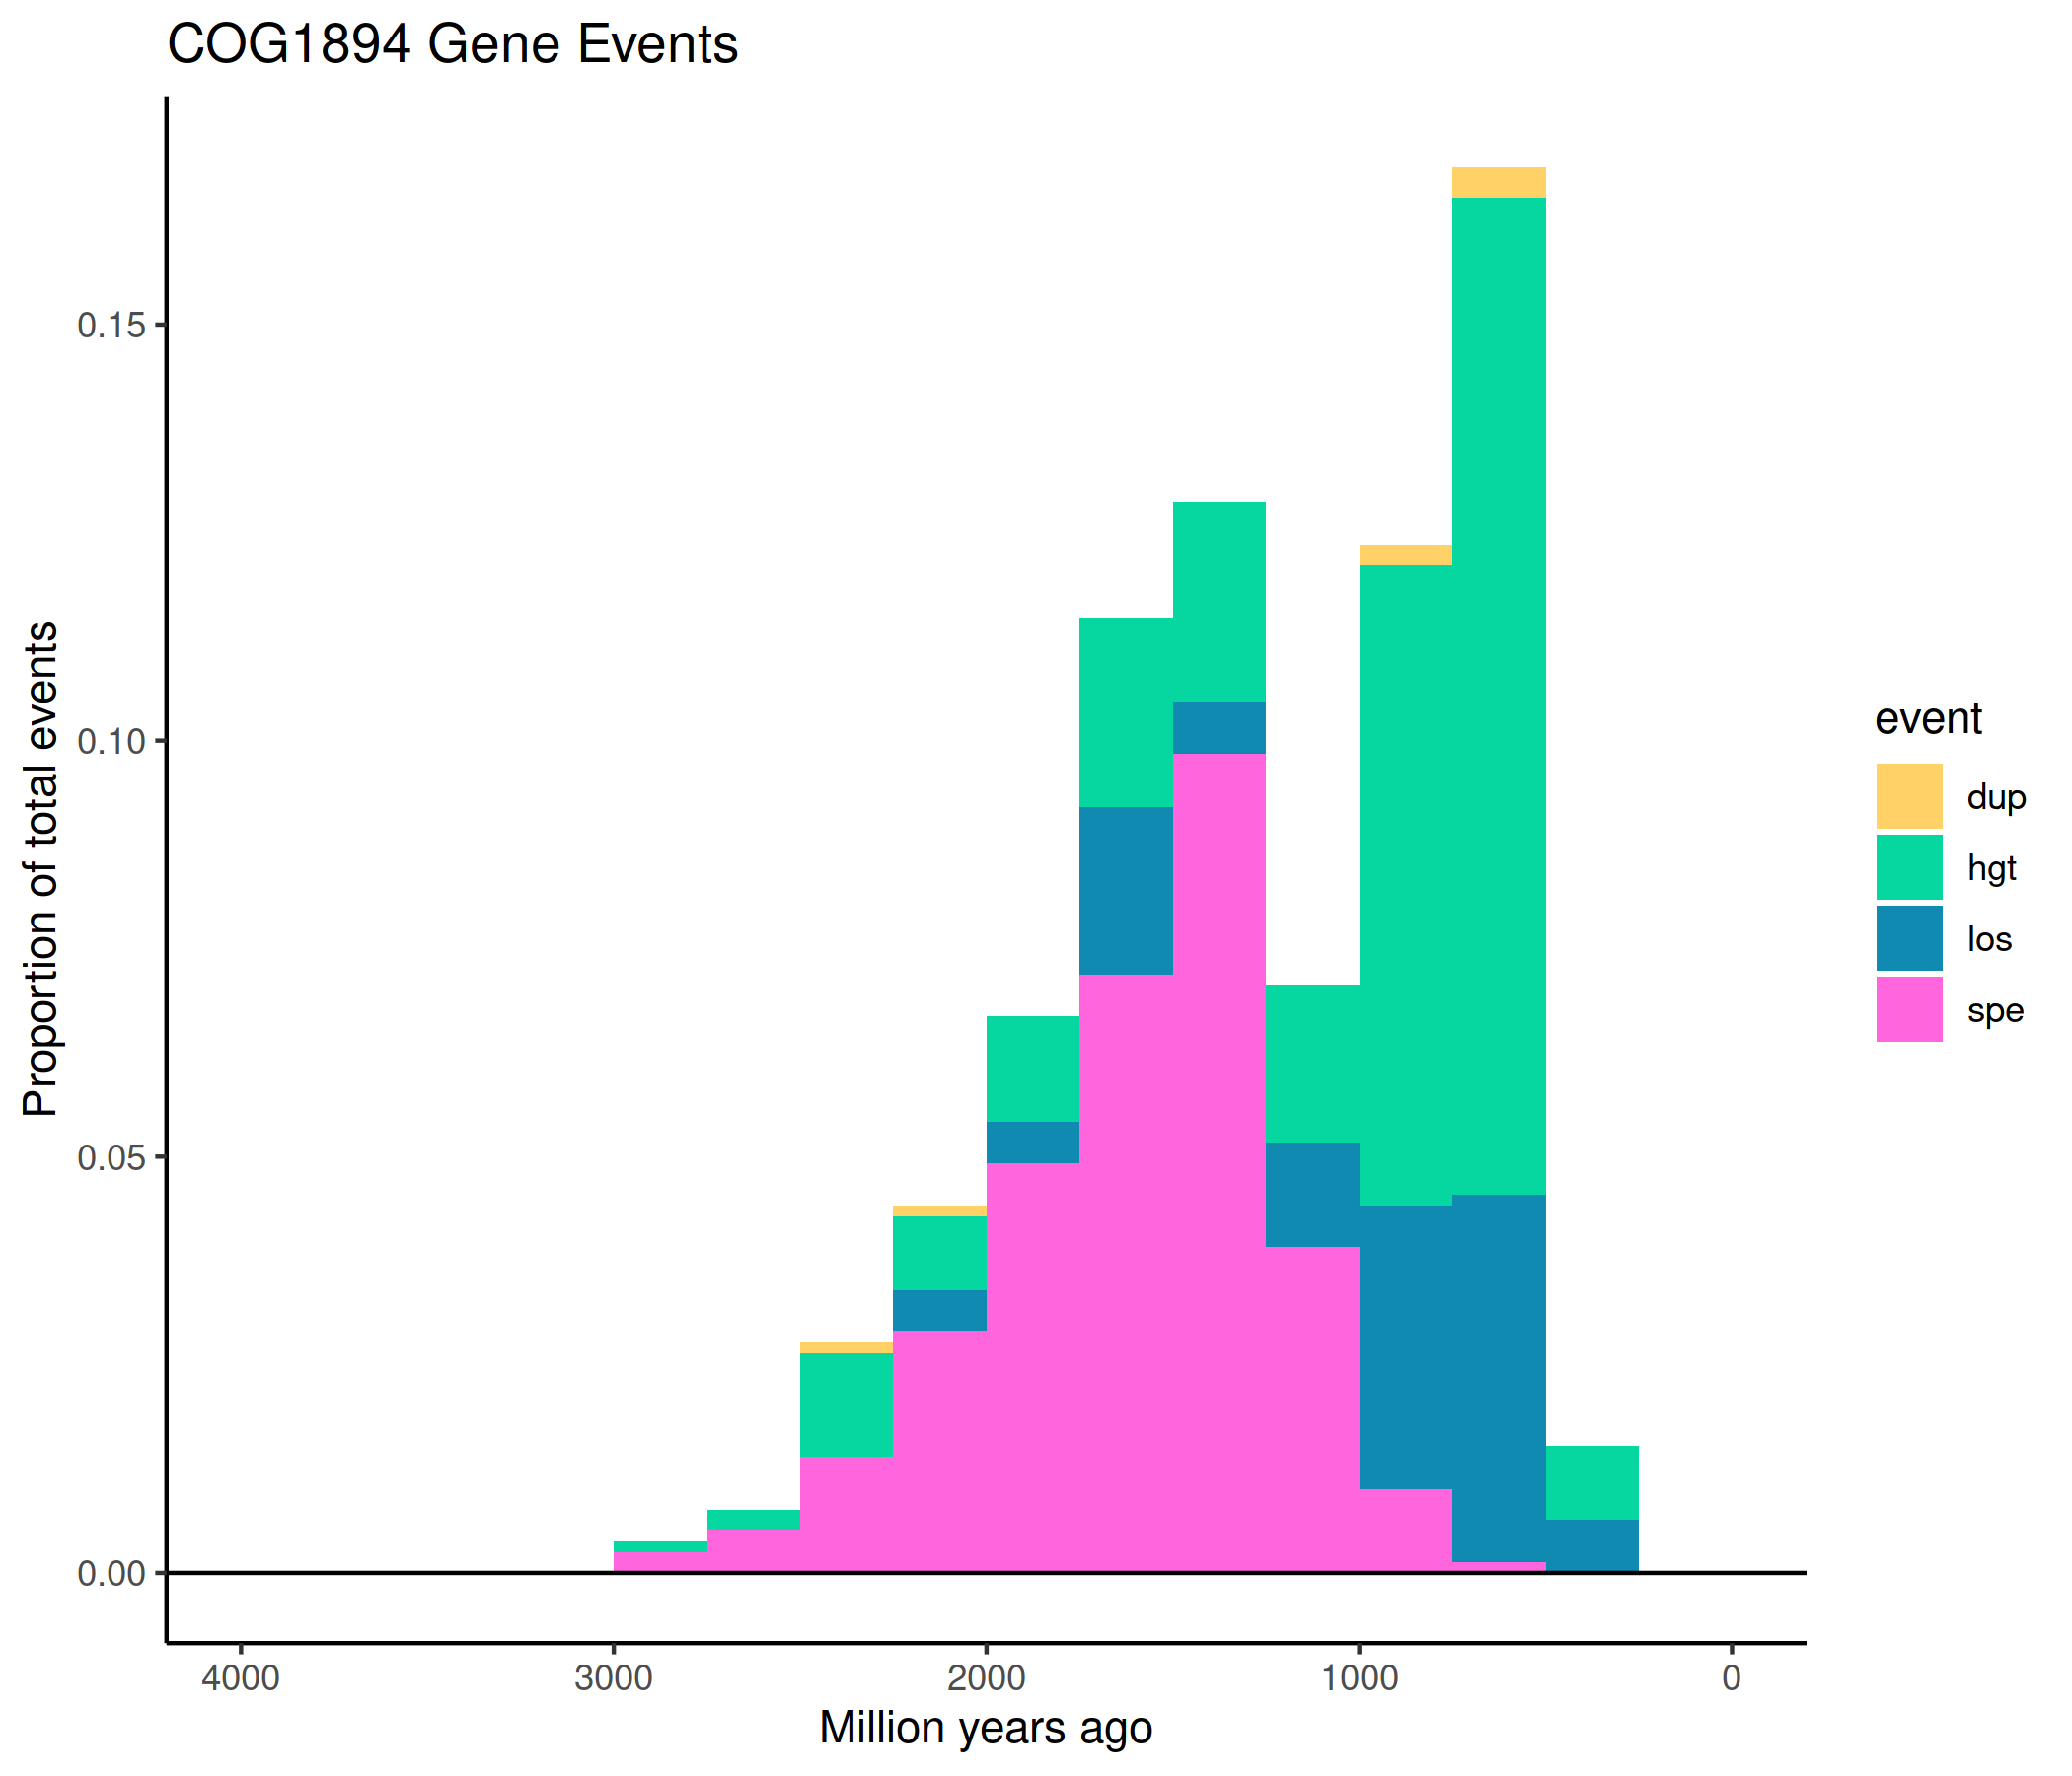 COG1894 Gene Events
Proportion of total events
0.15
0.10
0.05
0.00
4000 3000 2000 1000 0
Million years ago
event
dup
hgt
los
spe